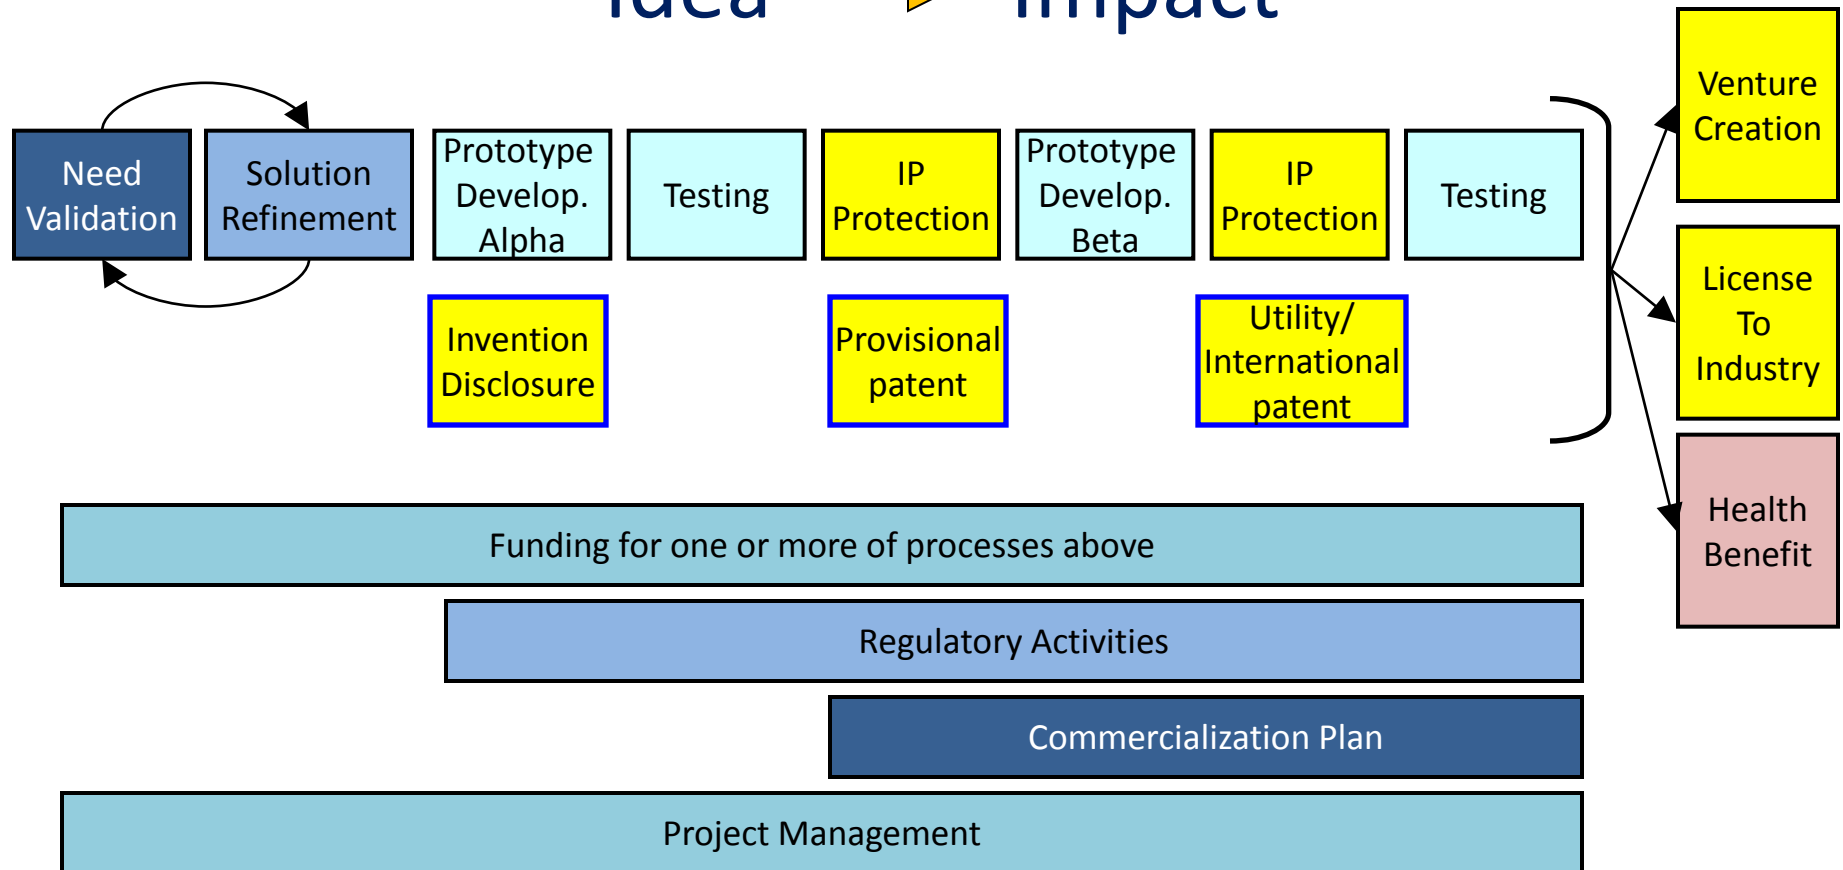 Idea Impact
Need
Validation
Solution
Refinement
Prototype
Develop.
Alpha
Testing
IP
Protection
Prototype
Develop.
Beta
IP
Protection
Testing
Invention
Disclosure
Provisional
patent
Utility/
International
patent
Venture
Creation
License
To
Industry
Health
Benefit
Funding for one or more of processes above
Regulatory Activities
Commercialization Plan
Project Management